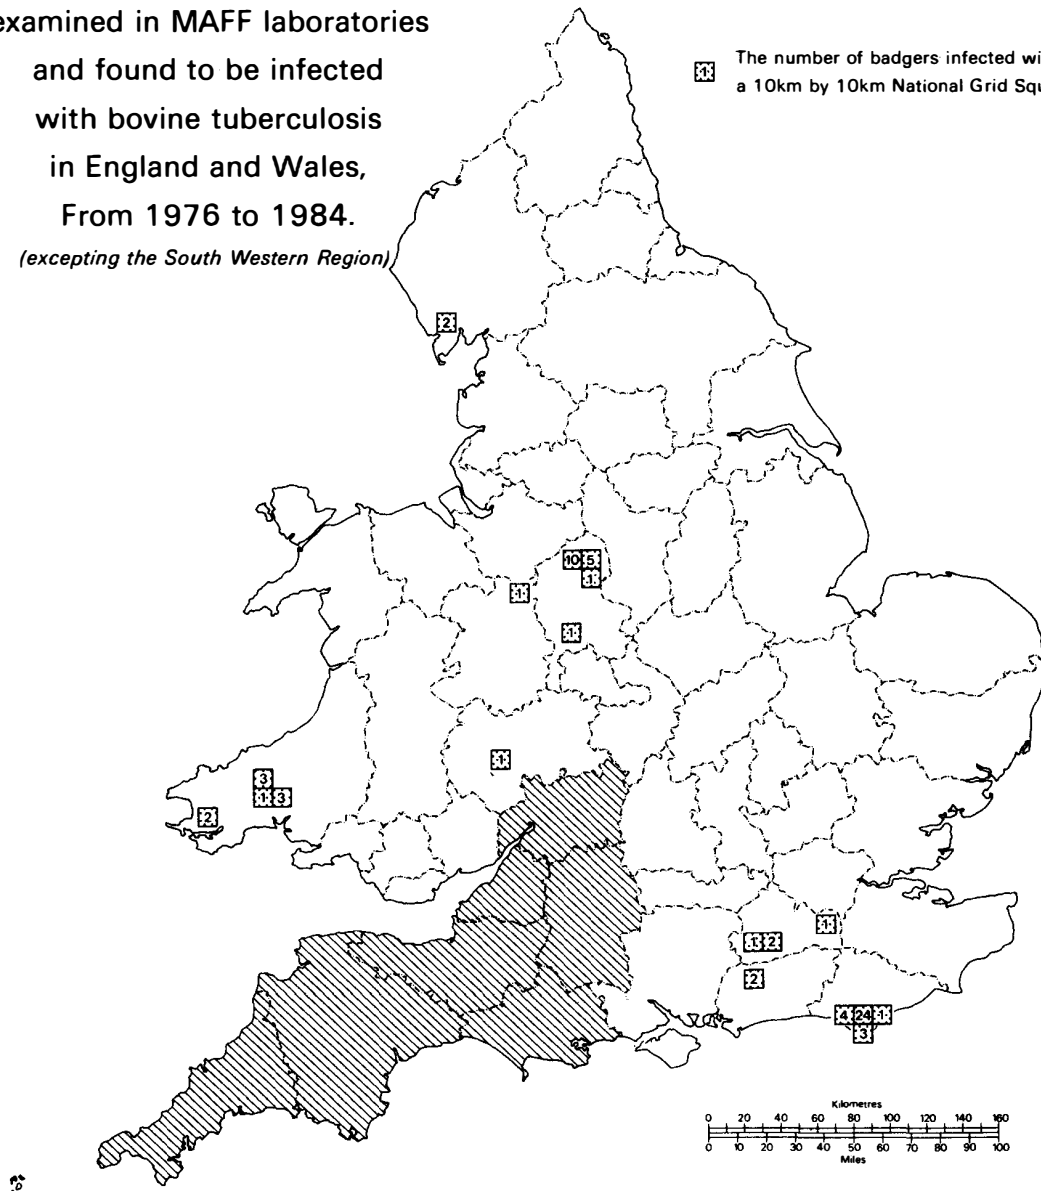 examined in MAFF laboratories
and found to be infected
with bovine tuberculosis
in England and Wales,
From 1976 to 1984.
(excepting the South Western Region)
1 The number of badgers infected wi
a 10km by 10km National Grid Squ
2
10 5
1
1
1
1
3
1 3
2
1
1 2
2
4 24 1
3
Kilometres
0 20 40 60 80 100 120 140 160
0 10 20 30 40 50 60 70 80 90 100
Miles